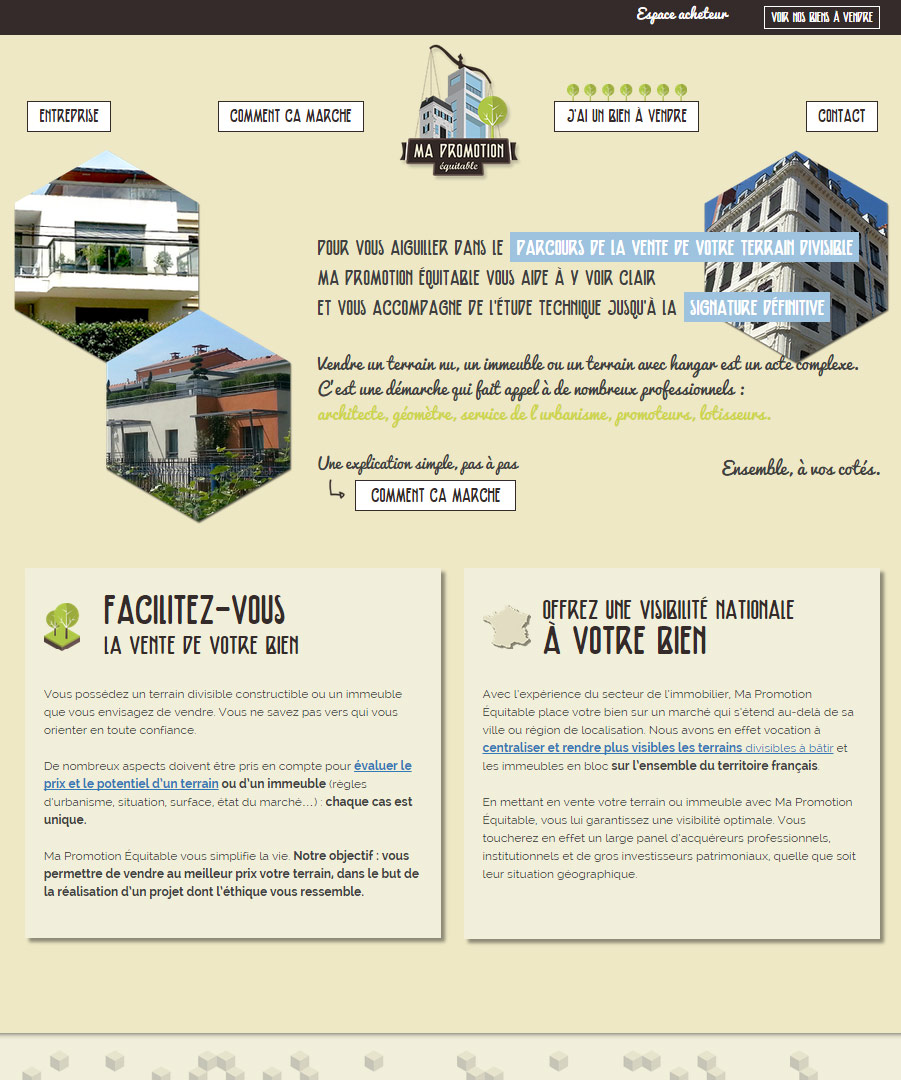 Espace acheteur
VOIR NOS BIENS À VENDRE
ENTREPRISE
COMMENT CA MARCHE
MA PROMOTION
équitable
J'AI UN BIEN À VENDRE
CONTACT
POUR VOUS AIGUILLER DANS LE PARCOURS DE LA VENTE DE VOTRE TERRAIN DIVISIBLE
MA PROMOTION ÉQUITABLE VOUS AIDE À Y VOIR CLAIR
ET VOUS ACCOMPAGNE DE L'ÉTUDE TECHNIQUE JUSQU'À LA SIGNATURE DÉFINITIVE
Vendre un terrain nu, un immeuble ou un terrain avec hangar est un acte complexe.
C'est une démarche qui fait appel à de nombreux professionnels :
architecte, géomètre, service de l'urbanisme, promoteurs, lotisseurs.
Une explication simple, pas à pas
COMMENT CA MARCHE
Ensemble, à vos cotés.
FACILITEZ-VOUS
LA VENTE DE VOTRE BIEN
Vous possédez un terrain divisible constructible ou un immeuble
que vous envisagez de vendre. Vous ne savez pas vers qui vous
orienter en toute confiance.
De nombreux aspects doivent être pris en compte pour évaluer le
prix et le potentiel d'un terrain ou d'un immeuble (règles
d'urbanisme, situation, surface, état du marché…) : chaque cas est
unique.
Ma Promotion Équitable vous simplifie la vie. Notre objectif : vous
permettre de vendre au meilleur prix votre terrain, dans le but de
la réalisation d'un projet dont l'éthique vous ressemble.
OFFREZ UNE VISIBILITÉ NATIONALE
À VOTRE BIEN
Avec l'expérience du secteur de l'immobilier, Ma Promotion
Équitable place votre bien sur un marché qui s'étend au-delà de sa
ville ou région de localisation. Nous avons en effet vocation à
centraliser et rendre plus visibles les terrains divisibles à bâtir et
les immeubles en bloc sur l'ensemble du territoire français.
En mettant en vente votre terrain ou immeuble avec Ma Promotion
Équitable, vous lui garantissez une visibilité optimale. Vous
toucherez en effet un large panel d'acquéreurs professionnels,
institutionnels et de gros investisseurs patrimoniaux, quelle que soit
leur situation géographique.